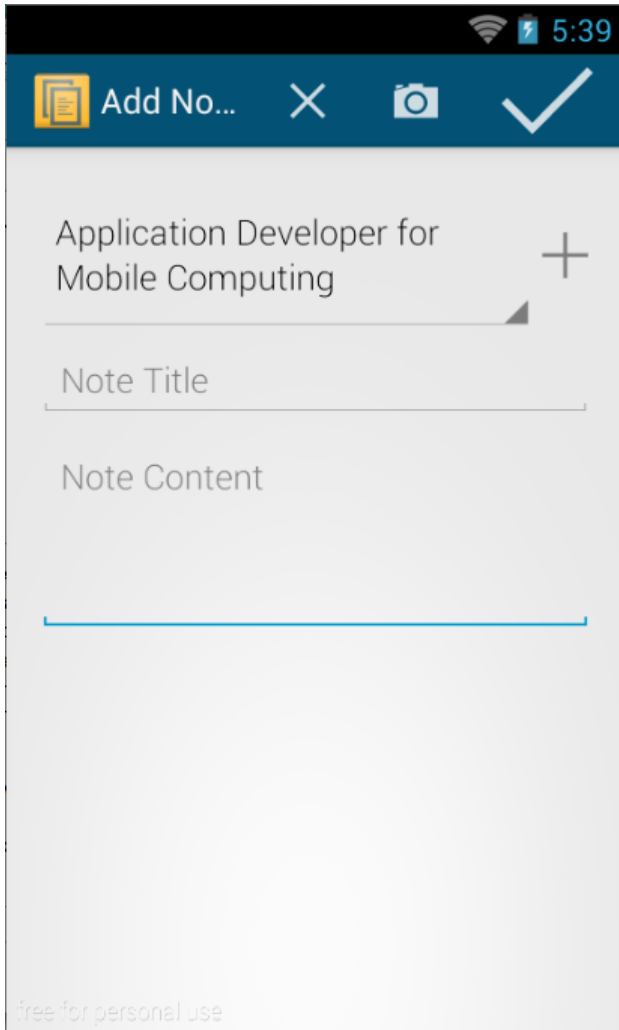 5:39
Add No...
Application Developer for
Mobile Computing
Note Title
Note Content
free for personal use